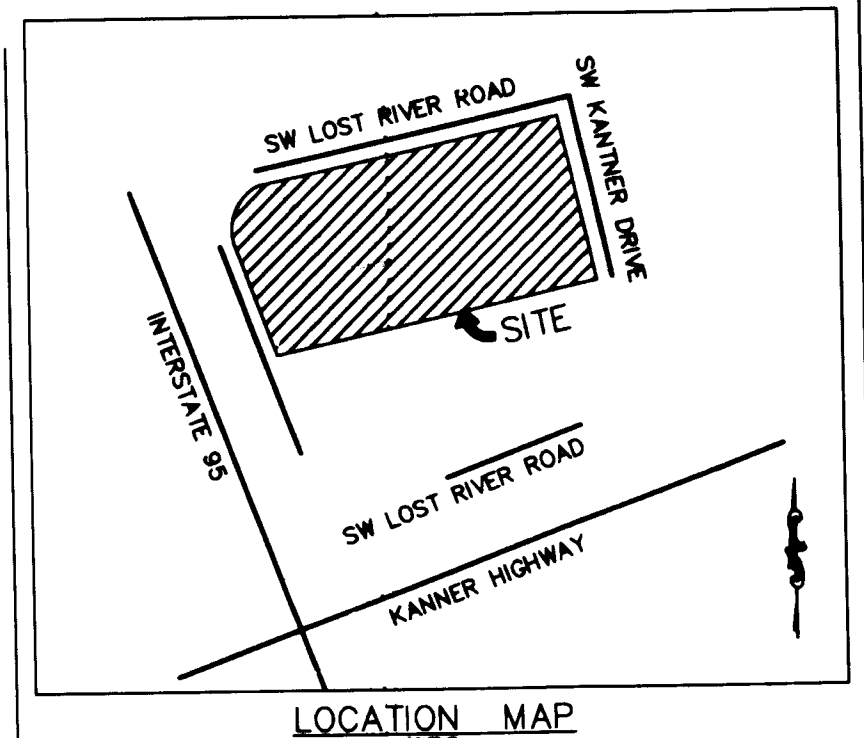 SW LOST RIVER ROAD
SW KANTNER DRIVE
SITE
INTERSTATE 95
SW LOST RIVER ROAD
KANNER HIGHWAY
LOCATION MAP